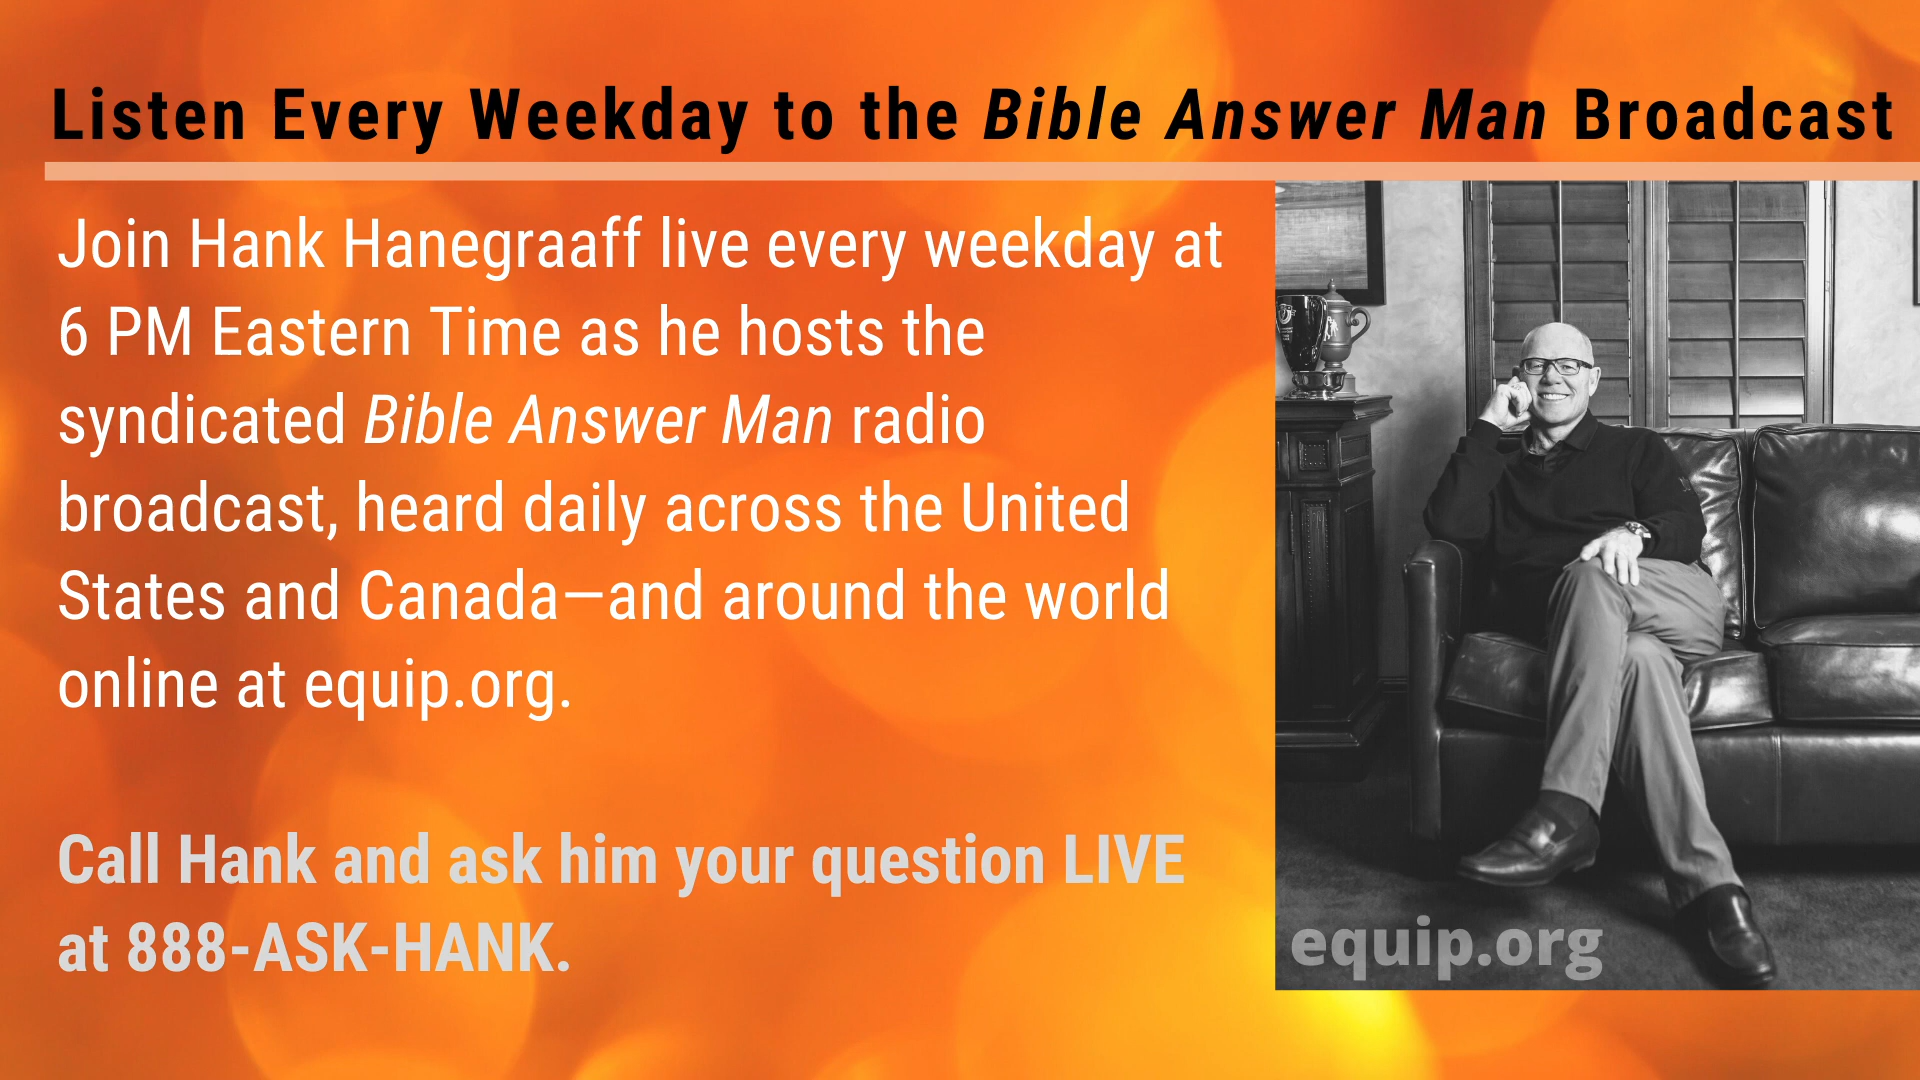 Listen Every Weekday to the Bible Answer Man Broadcast
Join Hank Hanegraaff live every weekday at
6 PM Eastern Time as he hosts the
syndicated Bible Answer Man radio
broadcast, heard daily across the United
States and Canada—and around the world
online at equip.org.
Call Hank and ask him your question LIVE
at 888-ASK-HANK.
equip.org